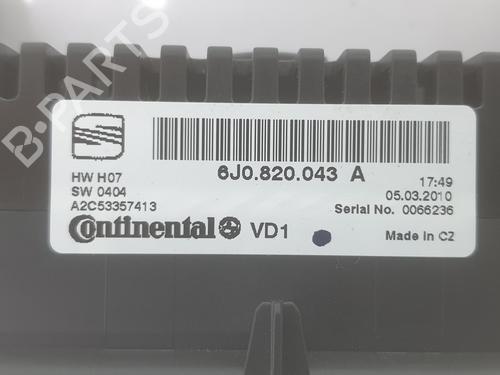 B-PARTS
6J0.820.043 A
HW H07
17:49
SW 0404
05.03.2010
A2C53357413
Serial No. 0066236
Continental VD1
Made in CZ